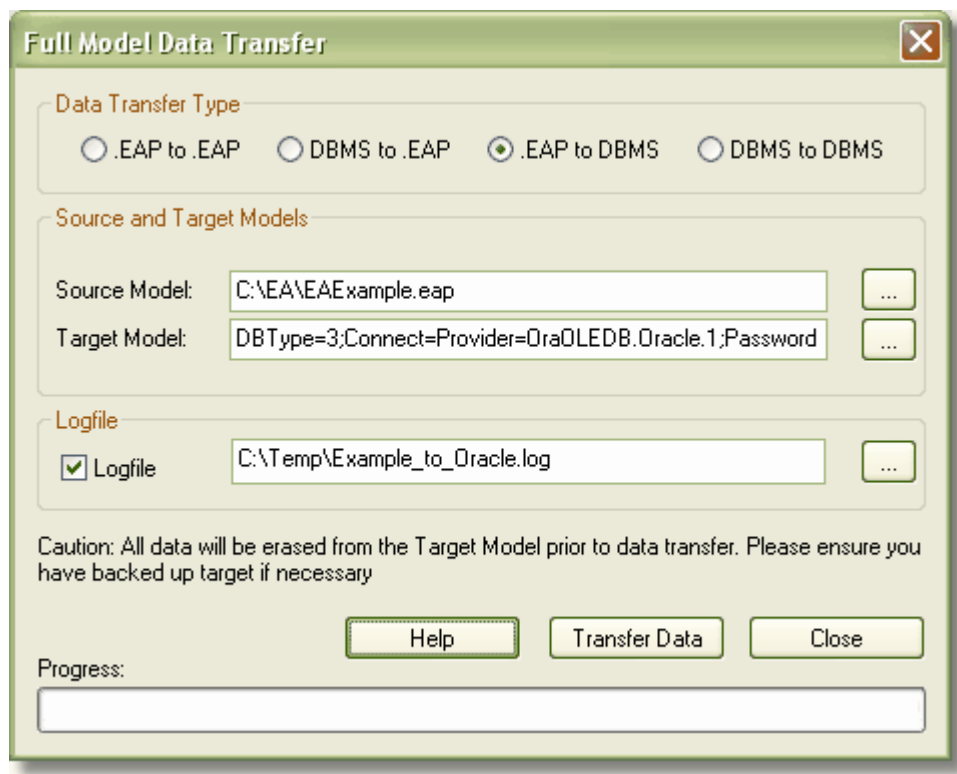 Full Model Data Transfer
Data Transfer Type
.EAP to .EAP DBMS to .EAP .EAP to DBMS DBMS to DBMS
Source and Target Models
Source Model: C:\EA\EAExample.eap ...
Target Model: DBType=3;Connect=Provider=OraOLEDB.Oracle.1;Password ...
Logfile
Logfile C:\Temp\Example_to_Oracle.log ...
Caution: All data will be erased from the Target Model prior to data transfer. Please ensure you
have backed up target if necessary
Help Transfer Data Close
Progress: